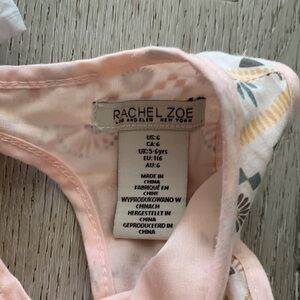 RACHEL ZOE
LOS ANGELES NEW YORK
US:6
CA:6
UK:5-6yrs
EU:116
AU:6
MADE IN
CHINA
FABRIQUÉ EN
CHINE
WYPRODUKOWANO W
CHINACH
HERGESTELLT IN
CHINA
GEPRODUCEERD IN
CHINA